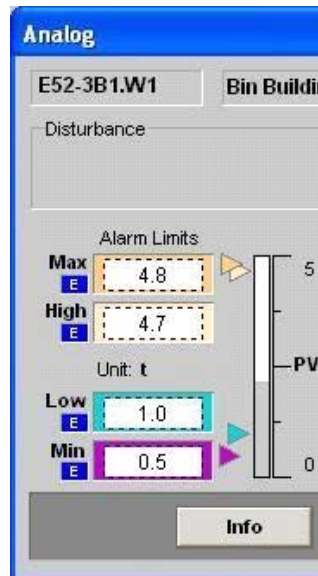 Analog
E52-3B1.W1 Bin Buildin
Disturbance
Alarm Limits
Max
E
4.8
5
High
E
4.7
Unit: t
PV
Low
E
1.0
Min
E
0.5
0
Info